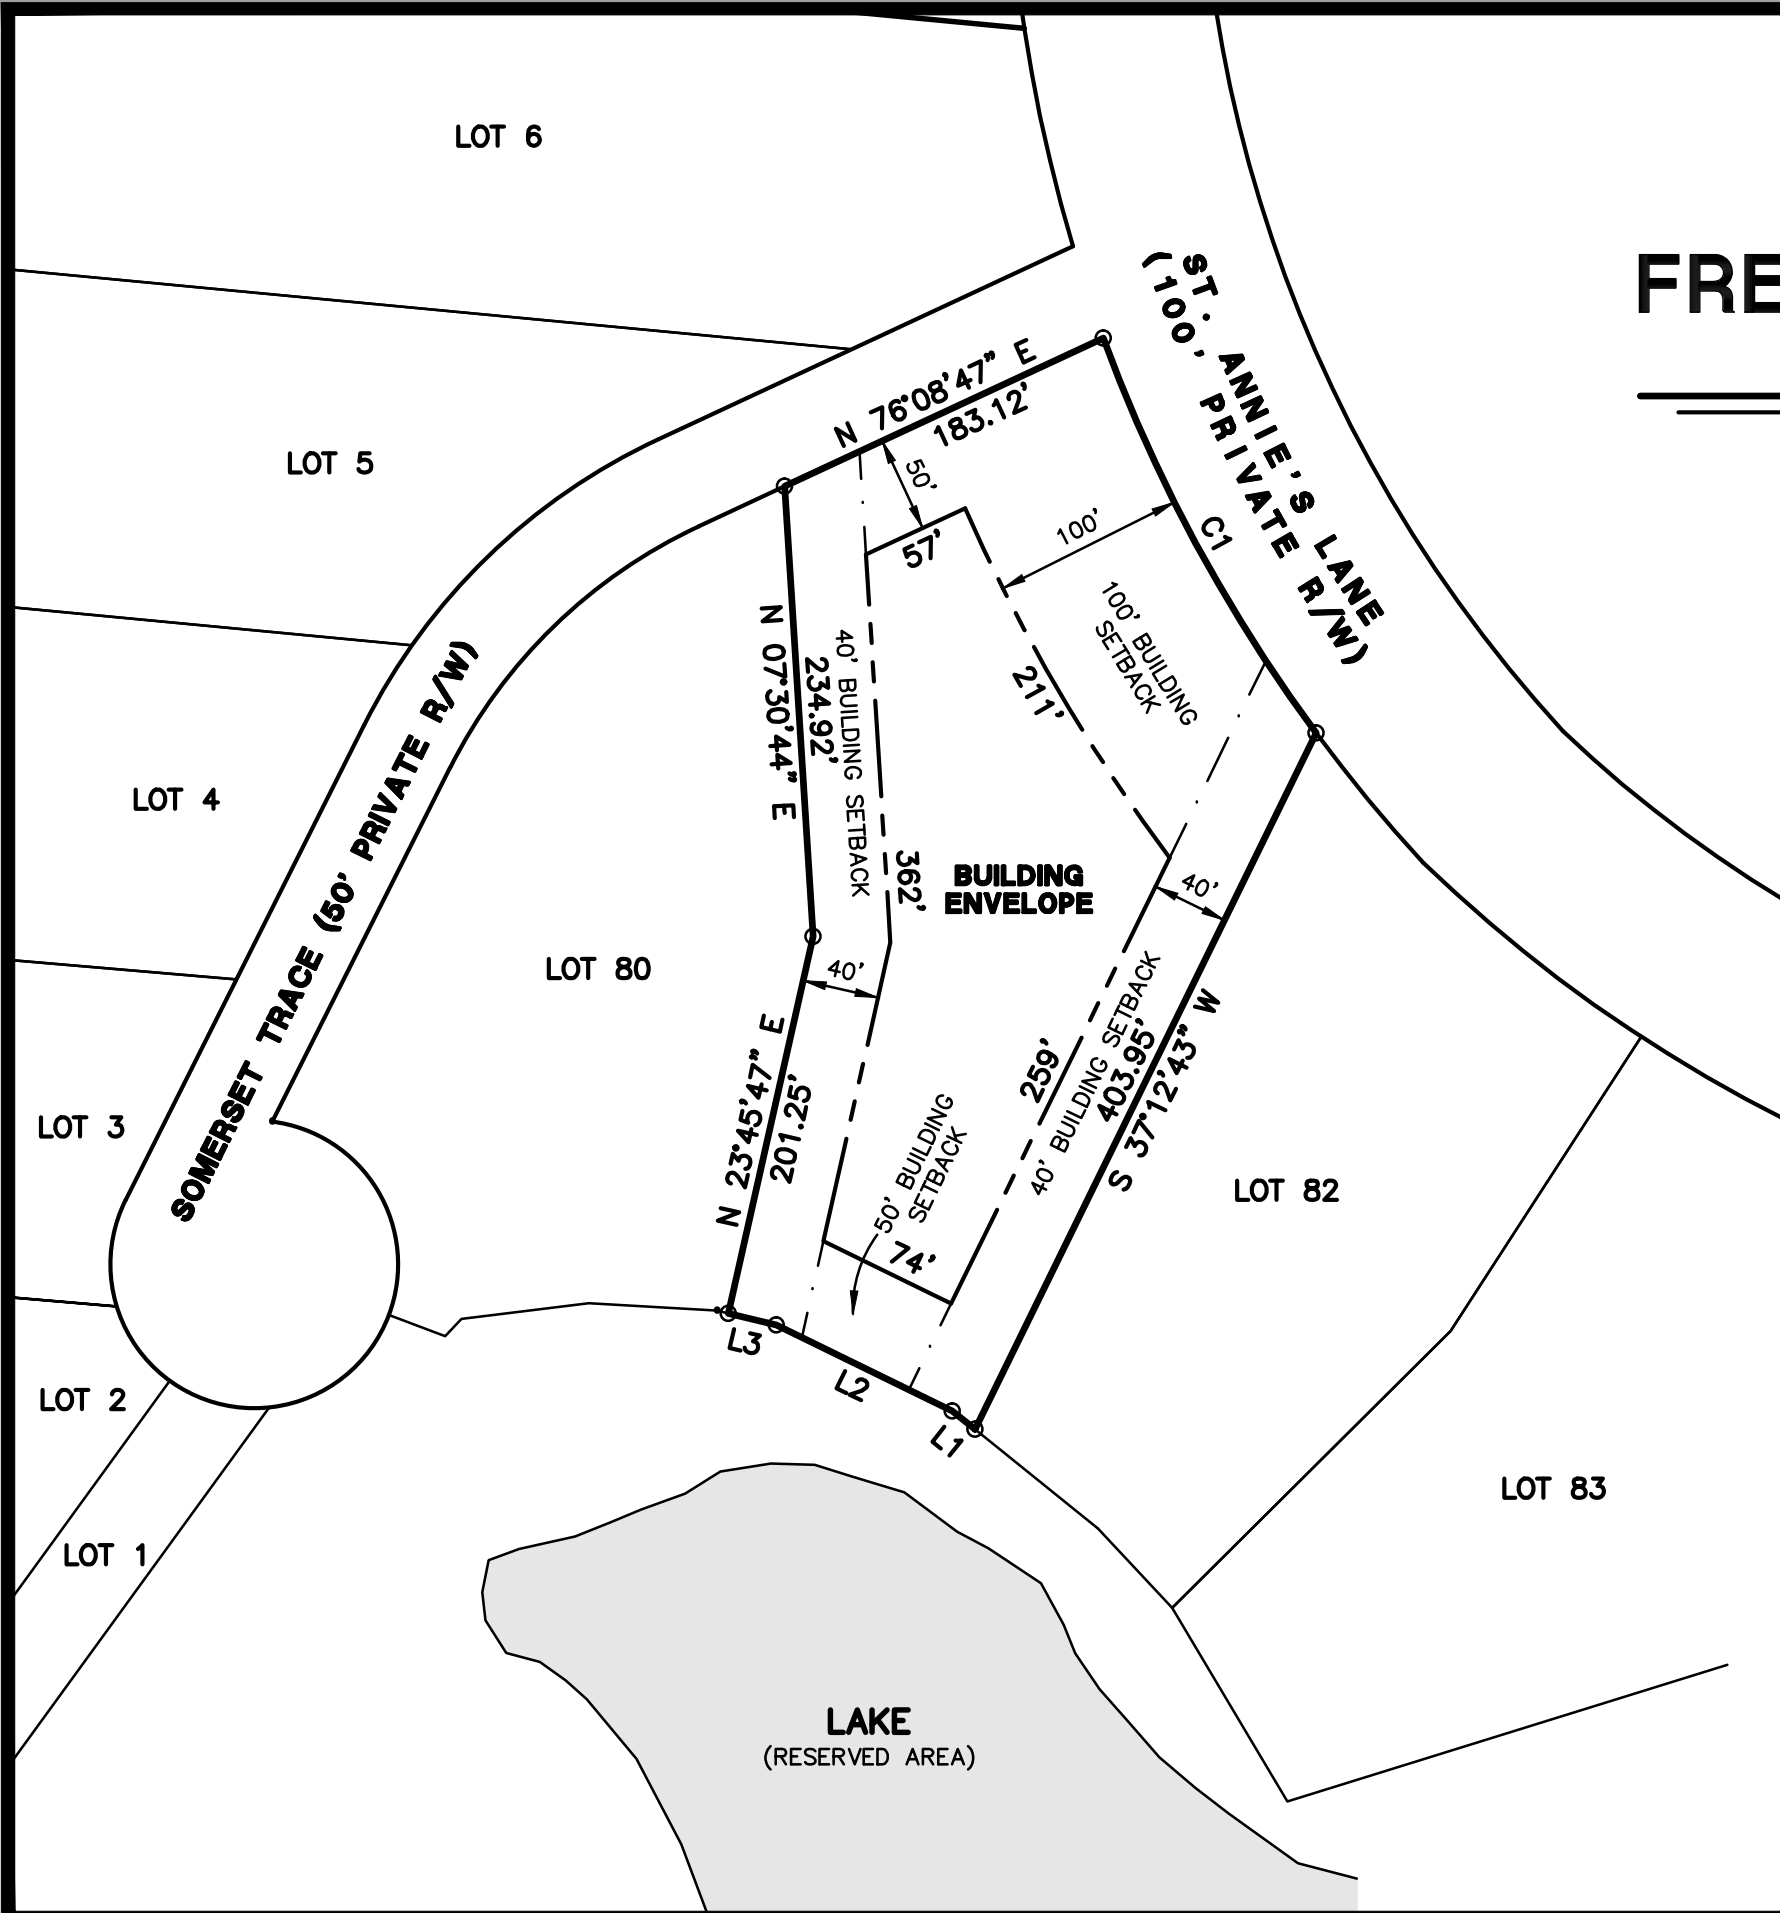 LOT 6
ST. ANNIE'S LANE
(100' PRIVATE R/W)
FRE
N 76°08'47" E
183.12'
LOT 5
50'
57'
100'
C1
100' BUILDING
SETBACK
211'
N 07°30'44" E
234.92'
40' BUILDING SETBACK
362'
SOMERSET TRACE (50' PRIVATE R/W)
LOT 4
BUILDING
ENVELOPE
40'
LOT 80
40'
40' BUILDING SETBACK
259'
403.95'
S 37°12'43" W
N 23°45'47" E
201.25'
50' BUILDING
SETBACK
74'
LOT 3
LOT 82
L3
L2
L1
LOT 2
LOT 83
LOT 1
LAKE
(RESERVED AREA)